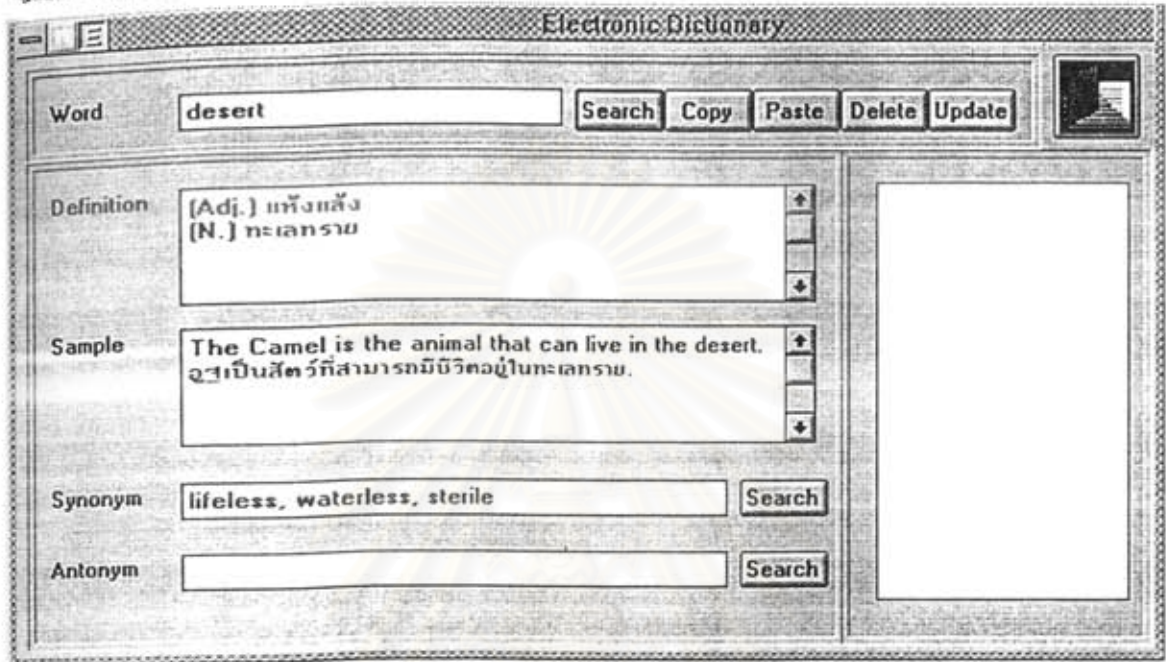 Electronic Dictionary
Word desert Search Copy Paste Delete Update
Definition [Adj.] แห้งแล้ง
[N.] ทะเลทราย
Sample The Camel is the animal that can live in the desert.
อูฐเป็นสัตว์ที่สามารถมีชีวิตอยู่ในทะเลทราย.
Synonym lifeless, waterless, sterile Search
Antonym Search